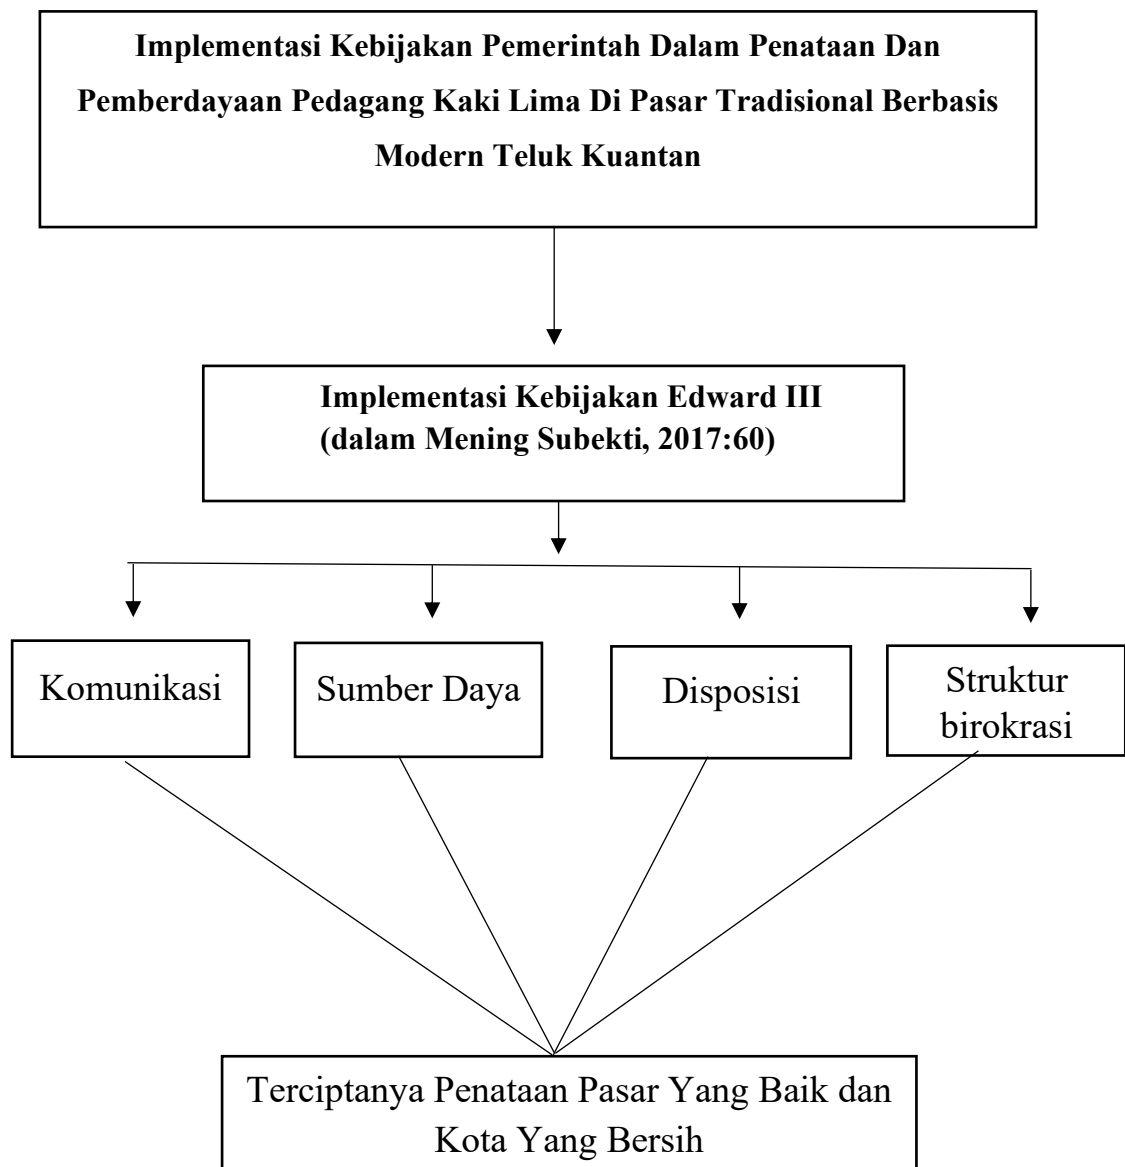 Implementasi Kebijakan Pemerintah Dalam Penataan Dan
Pemberdayaan Pedagang Kaki Lima Di Pasar Tradisional Berbasis
Modern Teluk Kuantan
Implementasi Kebijakan Edward III
(dalam Mening Subekti, 2017:60)
Komunikasi
Sumber Daya
Disposisi
Struktur
birokrasi
Terciptanya Penataan Pasar Yang Baik dan
Kota Yang Bersih